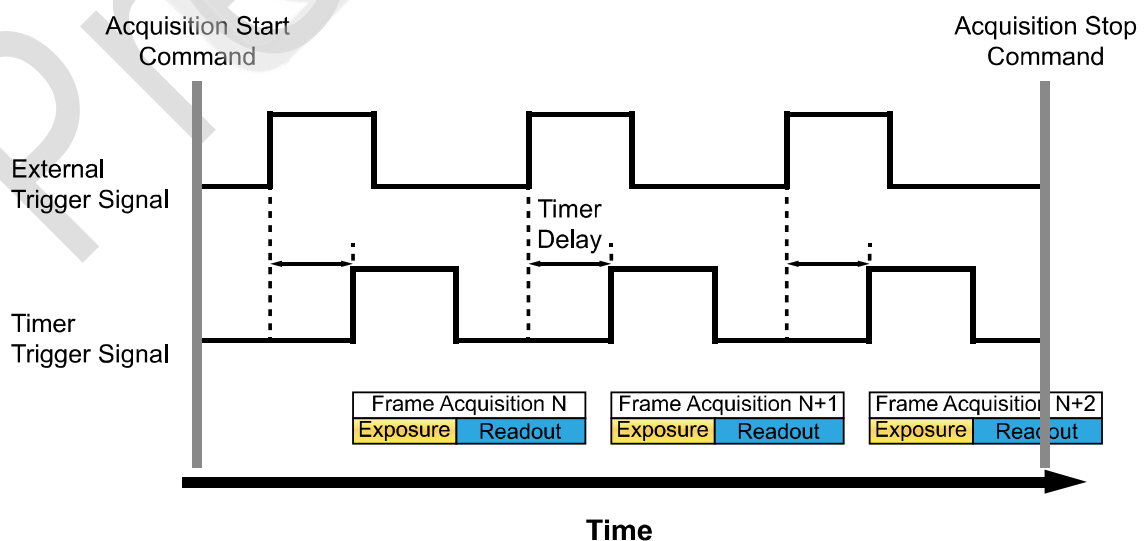 Acquisition Start
Command
Acquisition Stop
Command
External
Trigger Signal
Timer
Delay
Timer
Trigger Signal
Frame Acquisition N
Frame Acquisition N+1
Frame Acquisition N+2
Exposure
Readout
Exposure
Readout
Exposure
Readout
Time
Pre